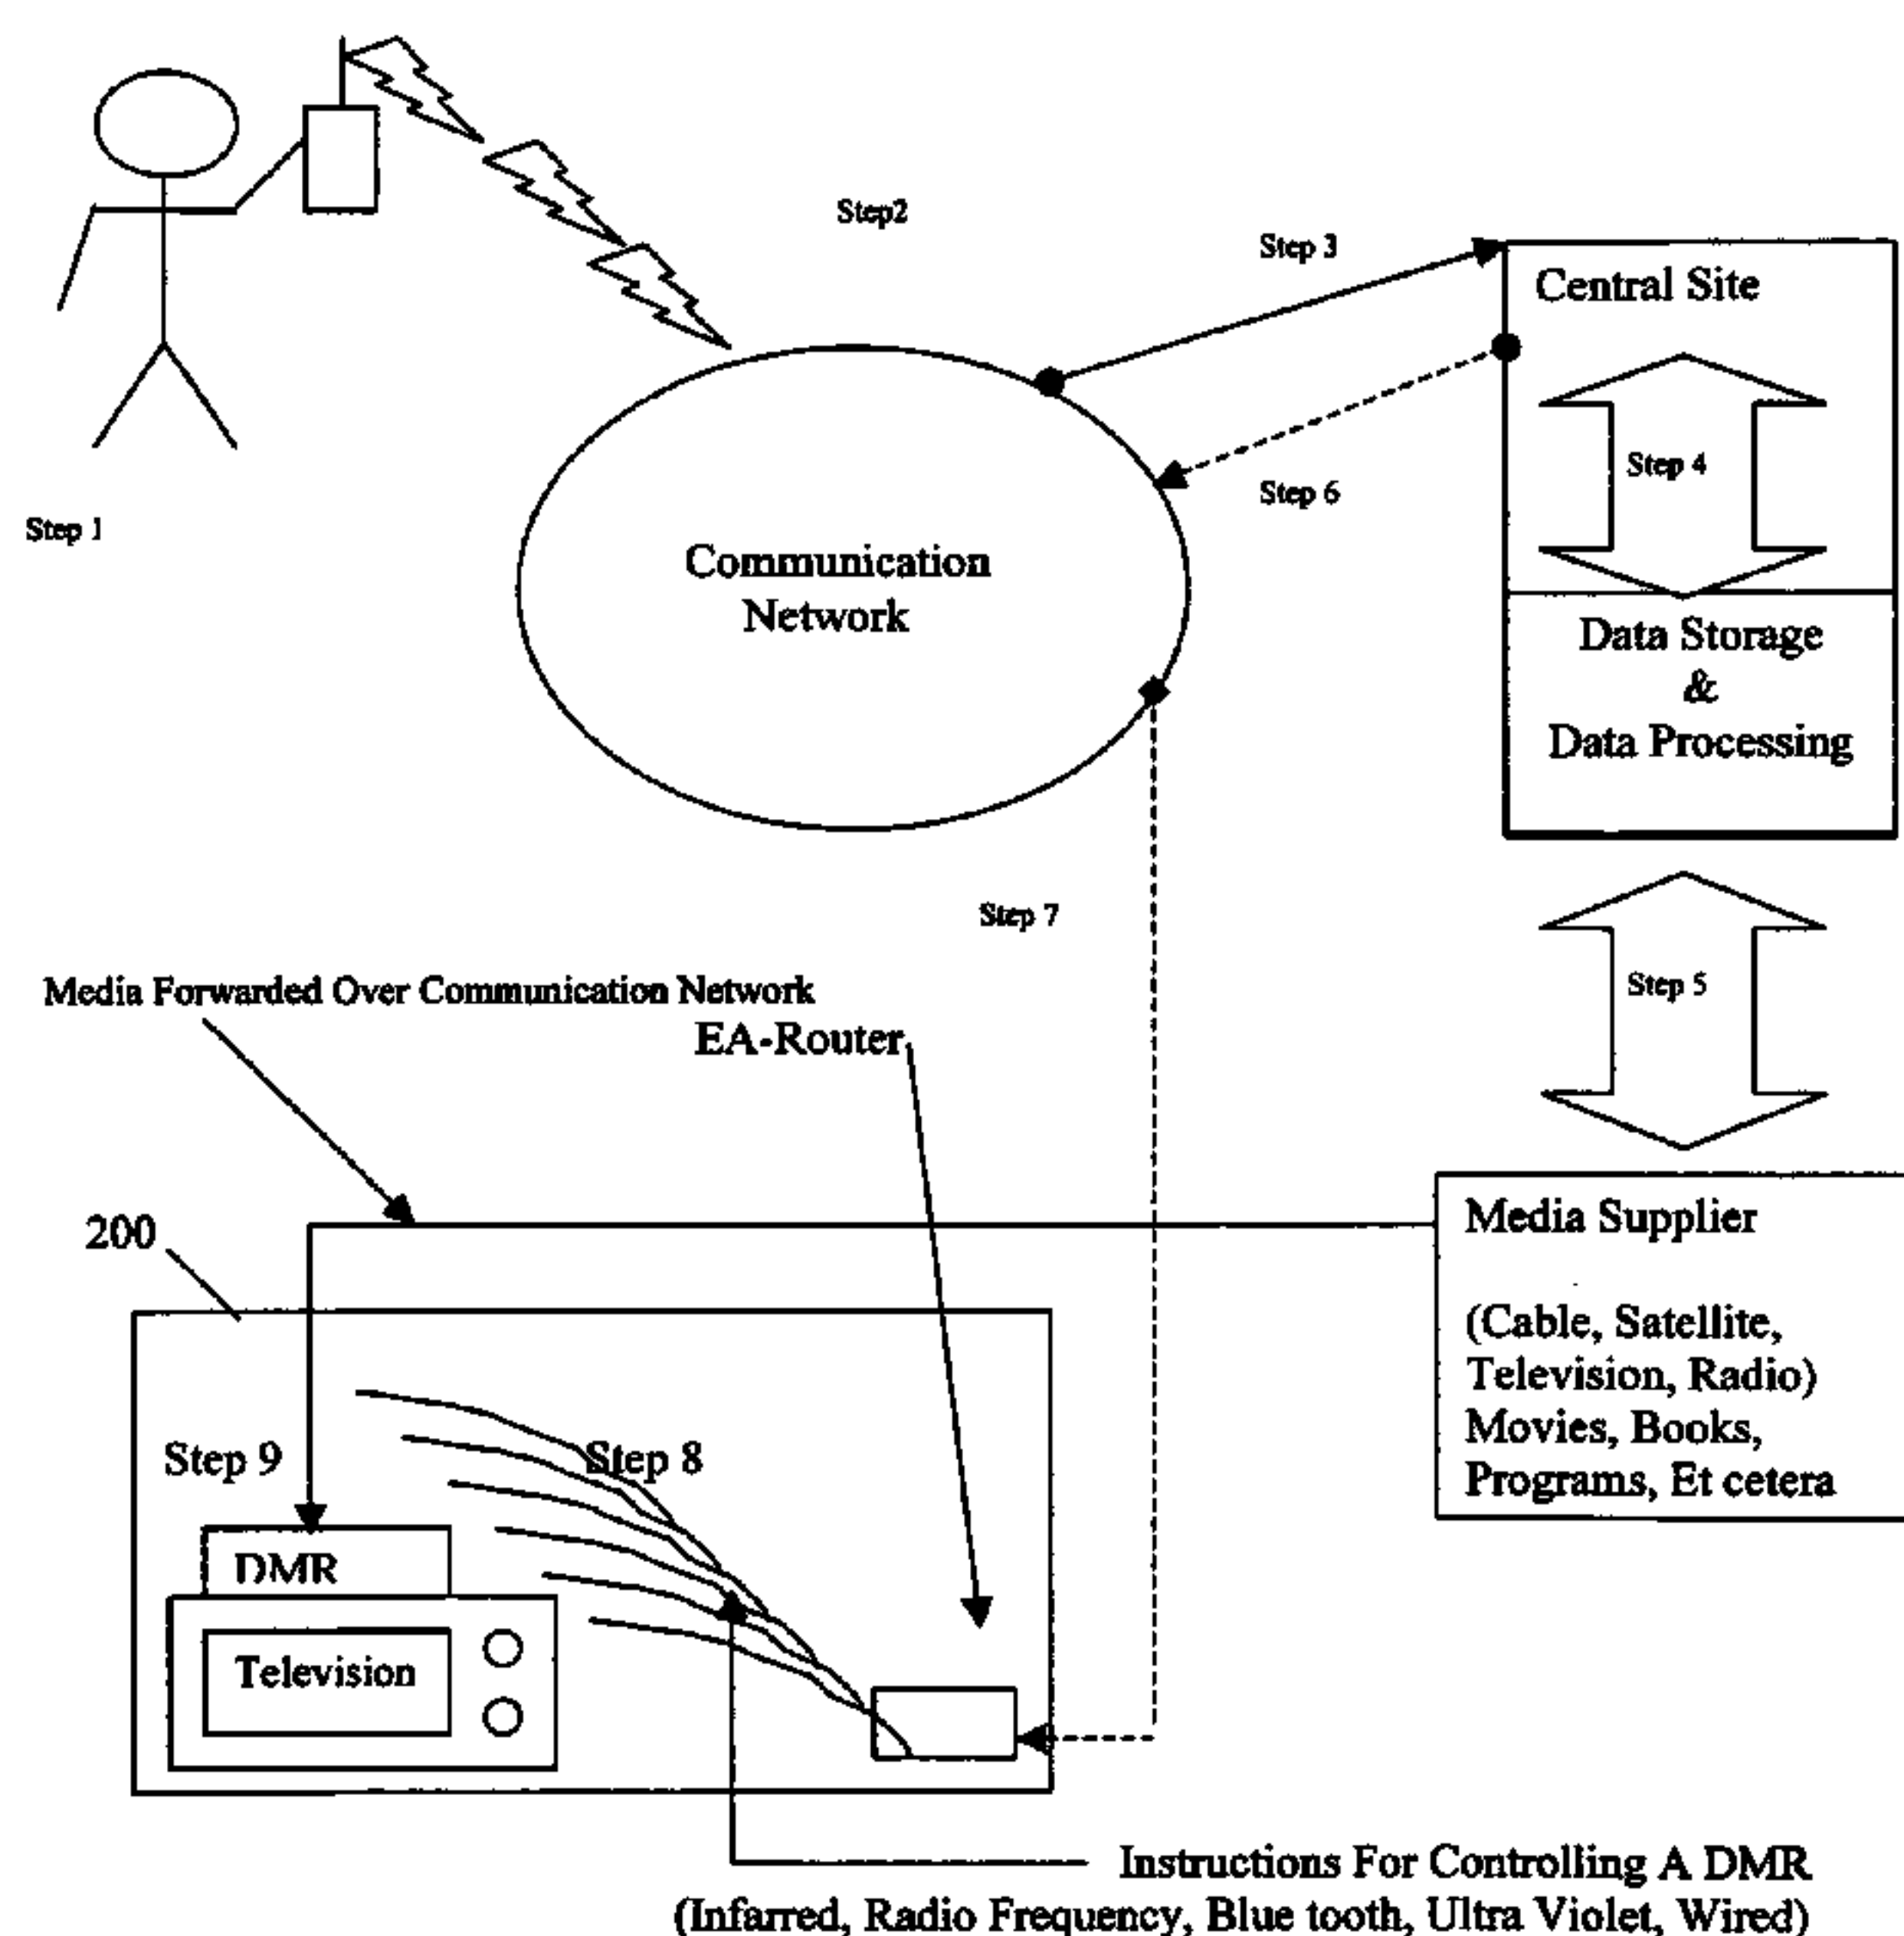 Step2
Step 3
Central Site
Step 4
Step 6
Step 1
Communication
Network
Data Storage
&
Data Processing
Step 7
Step 5
Media Forwarded Over Communication Network
EA-Router
200
Media Supplier
(Cable, Satellite,
Television, Radio)
Movies, Books,
Programs, Et cetera
Step 9
Step 8
DMR
Television
Instructions For Controlling A DMR
(Infarred, Radio Frequency, Blue tooth, Ultra Violet, Wired)